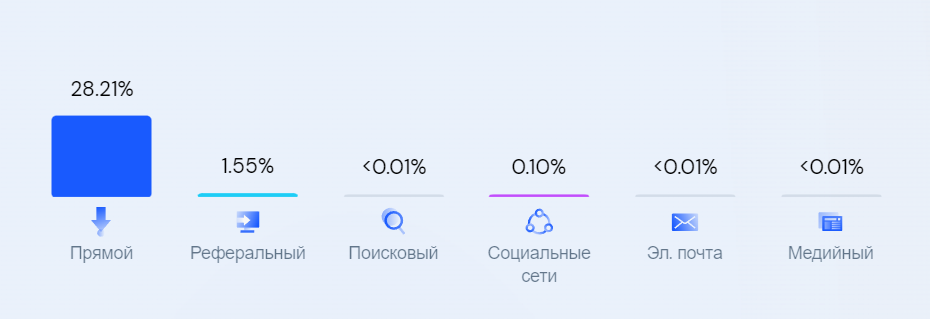 28.21%
1.55%
<0.01%
0.10%
<0.01%
<0.01%
Прямой
Реферальный
Поисковый
Социальные
сети
Эл. почта
Медийный